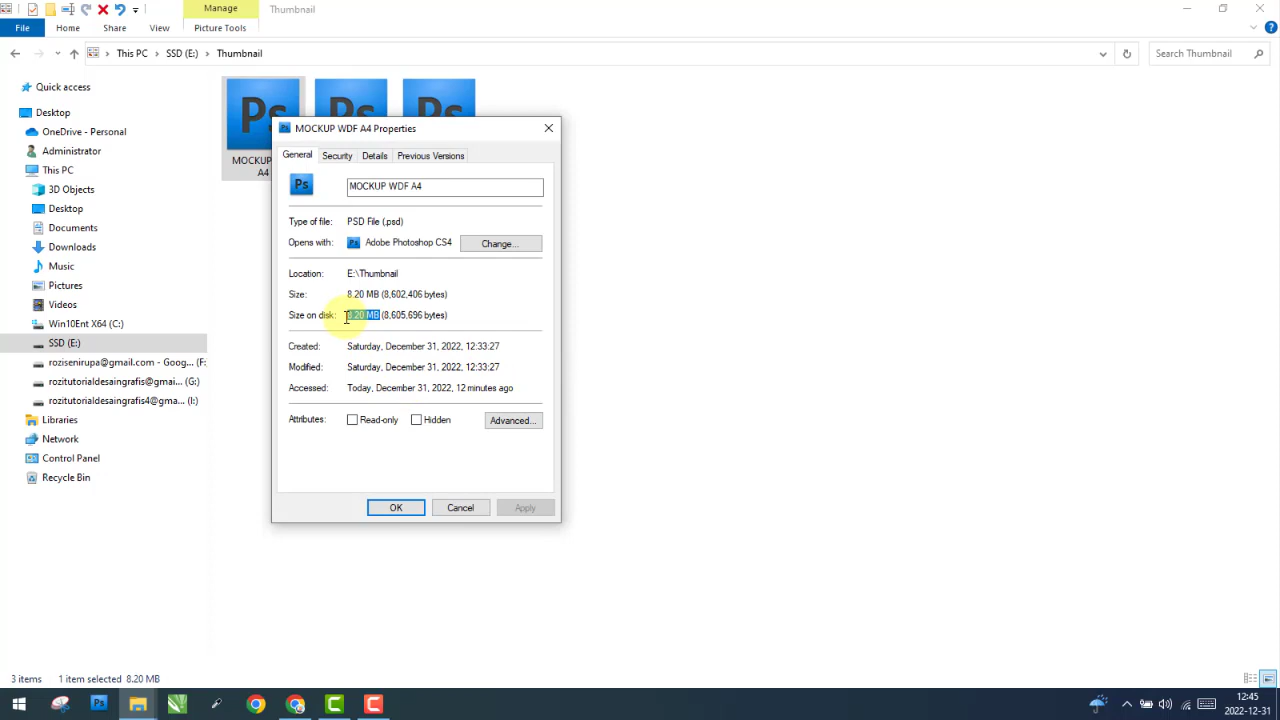 Manage
Thumbnail
File
Home
Share
View
Picture Tools
This PC
SSD (E:)
Thumbnail
Search Thumbnail
Quick access
Desktop
OneDrive - Personal
Administrator
This PC
3D Objects
Desktop
Documents
Downloads
Music
Pictures
Videos
Win10Ent X64 (C:)
SSD (E:)
rozisenirupa@gmail.com - Goog... (F:
rozitutorialdesaingrafis@gmai... (G:)
rozitutorialdesaingrafis4@gma... (I:)
Libraries
Network
Control Panel
Recycle Bin
Ps
Ps
Ps
MOCKUP
A4
Ps
MOCKUP WDF A4 Properties
General
Security
Details
Previous Versions
Ps
MOCKUP WDF A4
Type of file:
PSD File (.psd)
Opens with:
Ps
Adobe Photoshop CS4
Change...
Location:
E:\Thumbnail
Size:
8.20 MB (8,602,406 bytes)
Size on disk:
8.20 MB (8,605,696 bytes)
Created:
Saturday, December 31, 2022, 12:33:27
Modified:
Saturday, December 31, 2022, 12:33:27
Accessed:
Today, December 31, 2022, 12 minutes ago
Attributes:
Read-only
Hidden
Advanced...
OK
Cancel
Apply
3 items
1 item selected 8.20 MB
Ps
12:45
2022-12-31